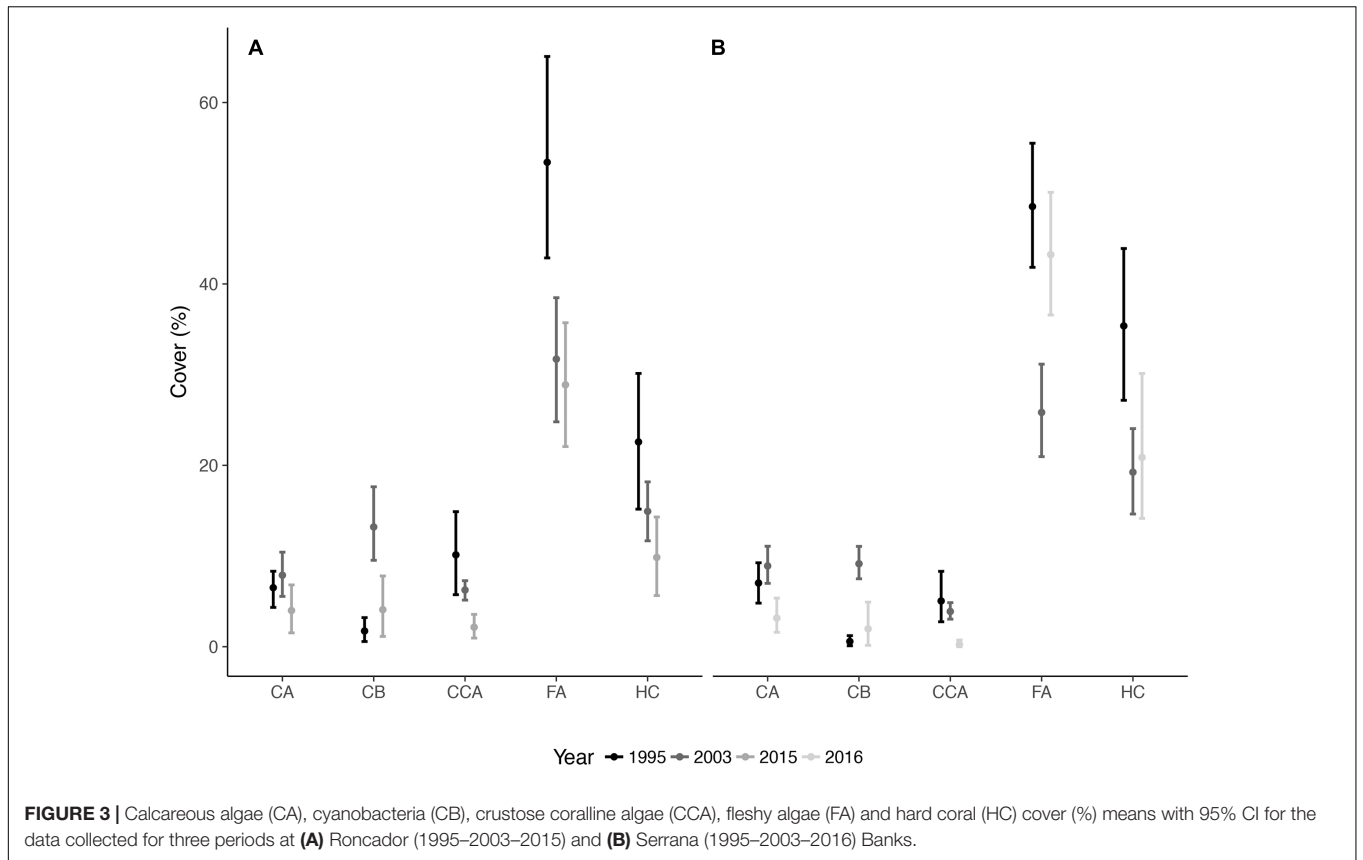 A
B
60
40
20
0
Cover (%)
CA CB CCA FA HC
CA CB CCA FA HC
Year 1995 2003 2015 2016
FIGURE 3 | Calcareous algae (CA), cyanobacteria (CB), crustose coralline algae (CCA), fleshy algae (FA) and hard coral (HC) cover (%) means with 95% CI for the
data collected for three periods at (A) Roncador (1995–2003–2015) and (B) Serrana (1995–2003–2016) Banks.